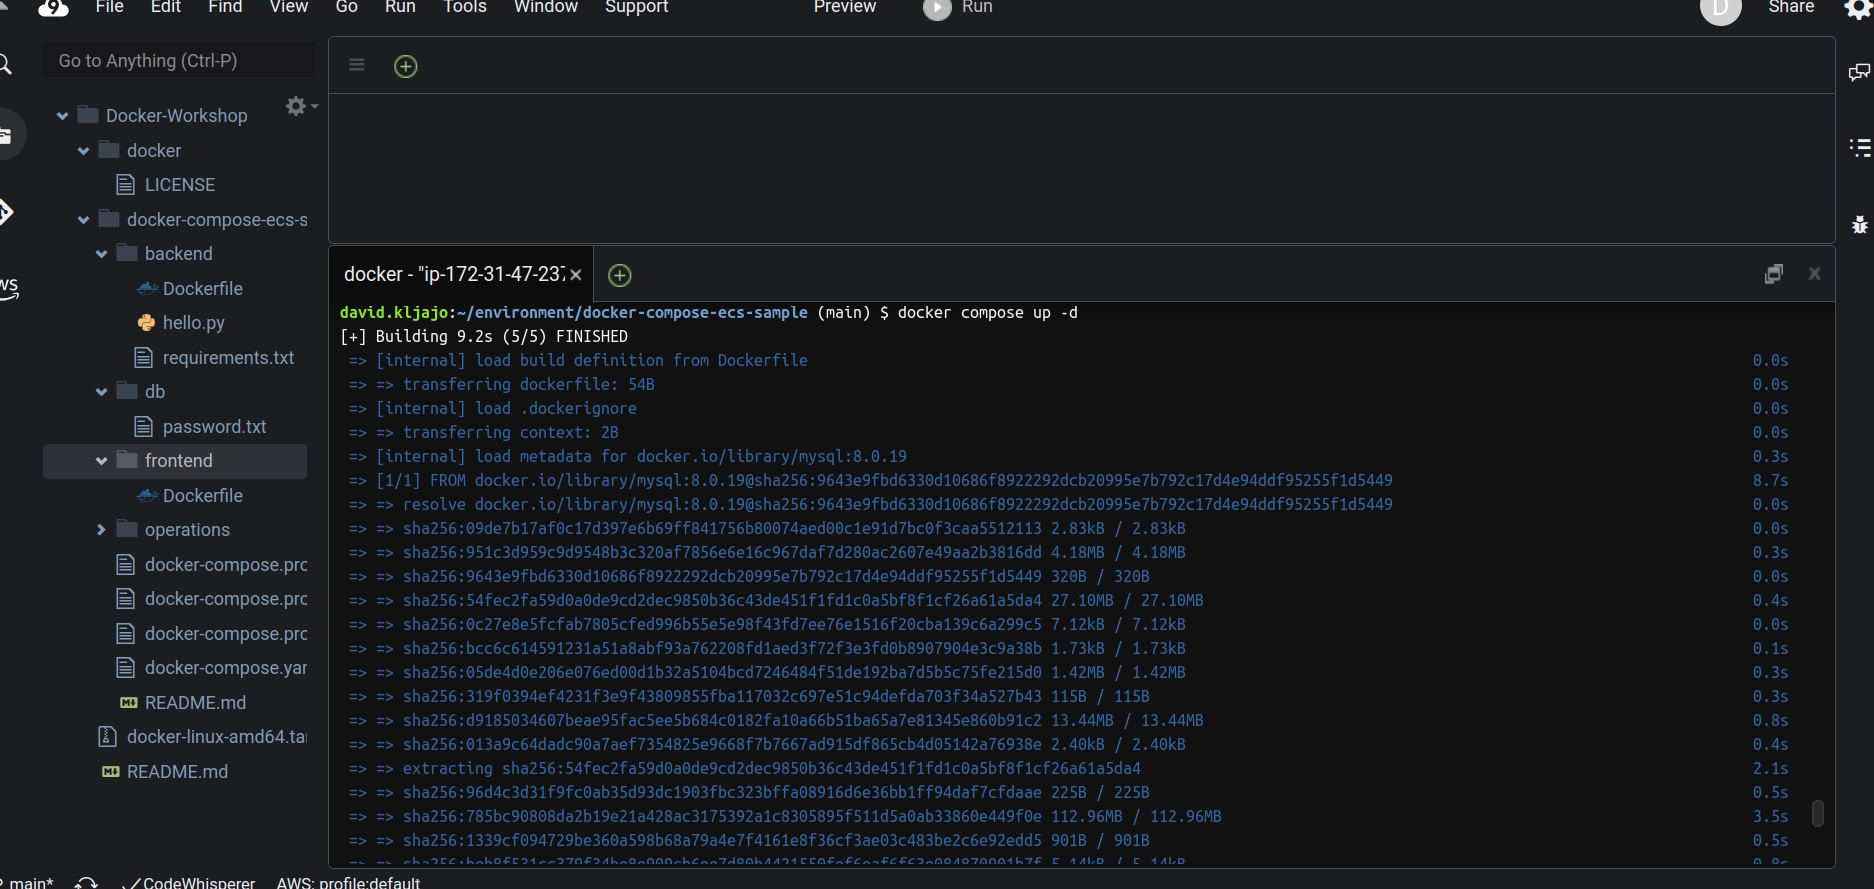 File Edit Find View Go Run Tools Window Support Preview Run D Share
Go to Anything (Ctrl-P)
Docker-Workshop
docker
LICENSE
docker-compose-ecs-s
backend
Dockerfile
hello.py
requirements.txt
db
password.txt
frontend
Dockerfile
operations
docker-compose.prc
docker-compose.prc
docker-compose.prc
docker-compose.yar
README.md
docker-linux-amd64.tar
README.md
docker - "ip-172-31-47-237
david.kljajo:~/environment/docker-compose-ecs-sample (main) $ docker compose up -d
[+] Building 9.2s (5/5) FINISHED
=> [internal] load build definition from Dockerfile 0.0s
=> => transferring dockerfile: 54B 0.0s
=> [internal] load .dockerignore 0.0s
=> => transferring context: 2B 0.0s
=> [internal] load metadata for docker.io/library/mysql:8.0.19 0.3s
=> [1/1] FROM docker.io/library/mysql:8.0.19@sha256:9643e9fbd6330d10686f8922292dcb20995e7b792c17d4e94ddf95255f1d5449 8.7s
=> => resolve docker.io/library/mysql:8.0.19@sha256:9643e9fbd6330d10686f8922292dcb20995e7b792c17d4e94ddf95255f1d5449 0.0s
=> => sha256:09de7b17af0c17d397e6b69ff841756b80074aed00c1e91d7bc0f3caa5512113 2.83kB / 2.83kB 0.0s
=> => sha256:951c3d959c9d9548b3c320af7856e6e16c967daf7d280ac2607e49aa2b3816dd 4.18MB / 4.18MB 0.3s
=> => sha256:9643e9fbd6330d10686f8922292dcb20995e7b792c17d4e94ddf95255f1d5449 320B / 320B 0.0s
=> => sha256:54fec2fa59d0a0de9cd2dec9850b36c43de451f1fd1c0a5bf8f1cf26a61a5da4 27.10MB / 27.10MB 0.4s
=> => sha256:0c27e8e5fcfab7805cfed996b55e5e98f43fd7ee76e1516f20cba139c6a299c5 7.12kB / 7.12kB 0.0s
=> => sha256:bcc6c614591231a51a8abf93a762208fd1aed3f72f3e3fd0b8907904e3c9a38b 1.73kB / 1.73kB 0.1s
=> => sha256:05de4d0e206e076ed00d1b32a5104bcd7246484f51de192ba7d5b5c75fe215d0 1.42MB / 1.42MB 0.3s
=> => sha256:319f0394ef4231f3e9f43809855fba117032c697e51c94defda703f34a527b43 115B / 115B 0.3s
=> => sha256:d9185034607beae95fac5ee5b684c0182fa10a66b51ba65a7e81345e860b91c2 13.44MB / 13.44MB 0.8s
=> => sha256:013a9c64dadc90a7aef7354825e9668f7b7667ad915df865cb4d05142a76938e 2.40kB / 2.40kB 0.4s
=> => extracting sha256:54fec2fa59d0a0de9cd2dec9850b36c43de451f1fd1c0a5bf8f1cf26a61a5da4 2.1s
=> => sha256:96d4c3d31f9fc0ab35d93dc1903fbc323bffa08916d6e36bb1ff94daf7cfdaae 225B / 225B 0.5s
=> => sha256:785bc90808da2b19e21a428ac3175392a1c8305895f511d5a0ab33860e449f0e 112.96MB / 112.96MB 3.5s
=> => sha256:1339cf094729be360a598b68a79a4e7f4161e8f36cf3ae03c483be2c6e92edd5 901B / 901B 0.5s
=> => 5.14kB / 5.14kB 0.8s
main* CodeWhisperer AWS: profile:default